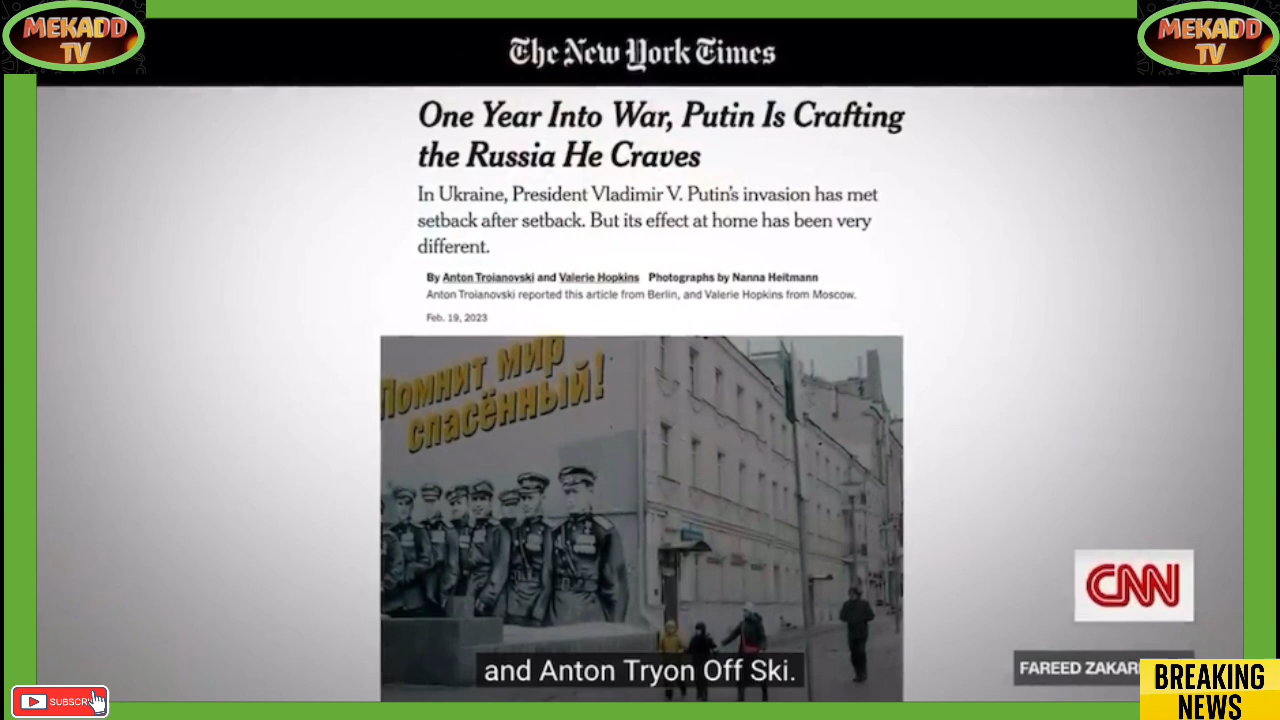 MEKADD
TV
MEKADD
TV
The New York Times
One Year Into War, Putin Is Crafting
the Russia He Craves
In Ukraine, President Vladimir V. Putin's invasion has met
setback after setback. But its effect at home has been very
different.
By Anton Troianovski and Valerie Hopkins Photographs by Nanna Heitmann
Anton Troianovski reported this article from Berlin, and Valerie Hopkins from Moscow.
Feb. 19, 2023
Помнит мир
спасённый!
CNN
and Anton Tryon Off Ski.
FAREED ZAKAR
BREAKING
NEWS
SUBSCR